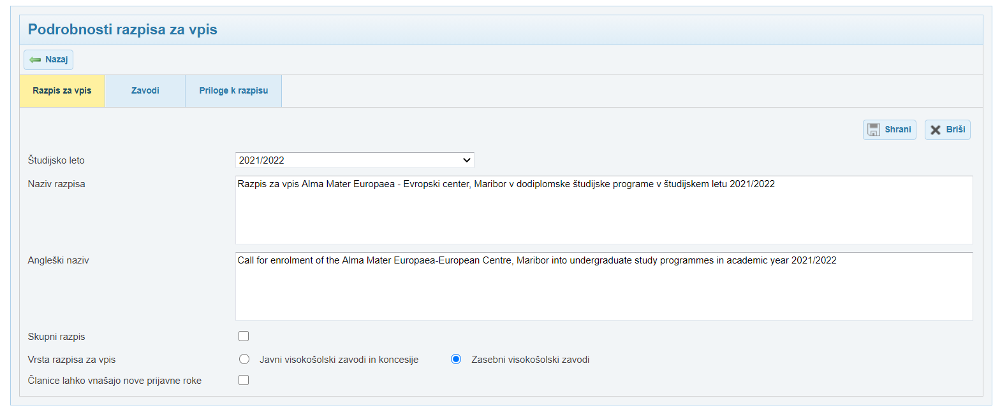 Podrobnosti razpisa za vpis
Nazaj
Razpis za vpis Zavodi Priloge k razpisu
Shrani Briši
Študijsko leto 2021/2022
Naziv razpisa Razpis za vpis Alma Mater Europaea - Evropski center, Maribor v dodiplomske študijske programe v študijskem letu 2021/2022
Angleški naziv Call for enrolment of the Alma Mater Europaea-European Centre, Maribor into undergraduate study programmes in academic year 2021/2022
Skupni razpis
Vrsta razpisa za vpis Javni visokošolski zavodi in koncesije Zasebni visokošolski zavodi
Članice lahko vnašajo nove prijavne roke